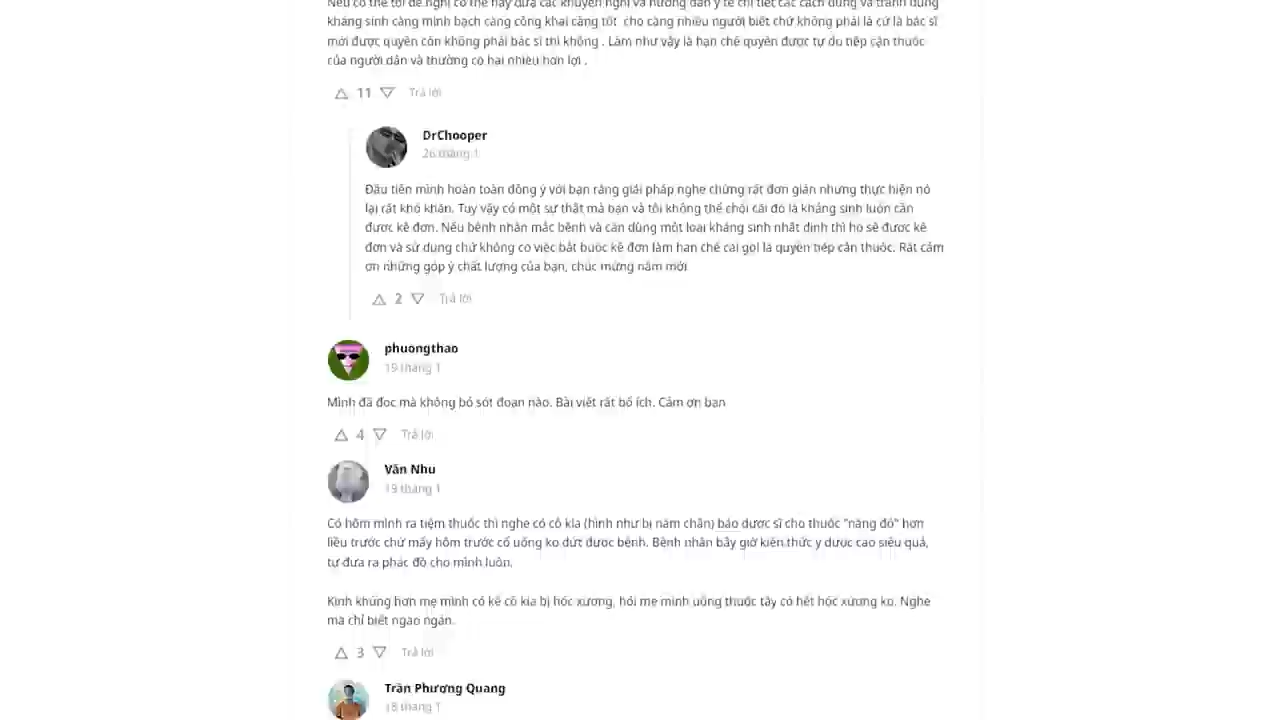 Nếu có thể tôi đề nghị có thể hãy đưa các khuyến nghị và hướng dẫn y tế chi tiết các cách dùng và tránh dùng
kháng sinh càng minh bạch càng công khai càng tốt cho càng nhiều người biết chứ không phải là cứ là bác sĩ
mới được quyền còn không phải bác sĩ thì không . Làm như vậy là hạn chế quyền được tự do tiếp cận thuốc
của người dân và thường có hại nhiều hơn lợi .
11 Trả lời
DrChooper
26 tháng 1
Đầu tiên mình hoàn toàn đồng ý với bạn rằng giải pháp nghe chừng rất đơn giản nhưng thực hiện nó
lại rất khó khăn. Tuy vậy có một sự thật mà bạn và tôi không thể chối cãi đó là kháng sinh luôn cần
được kê đơn. Nếu bệnh nhân mắc bệnh và cần dùng một loại kháng sinh nhất định thì họ sẽ được kê
đơn và sử dụng chứ không có việc bắt buộc kê đơn làm hạn chế cái gọi là quyền tiếp cận thuốc. Rất cảm
ơn những góp ý chất lượng của bạn, chúc mừng năm mới
2 Trả lời
phuongthao
19 tháng 1
Mình đã đọc mà không bỏ sót đoạn nào. Bài viết rất bổ ích. Cảm ơn bạn
4 Trả lời
Văn Nhu
19 tháng 1
Có hôm mình ra tiệm thuốc thì nghe có cô kia (hình như bị nấm chân) bảo dược sĩ cho thuốc "nặng đô" hơn
liều trước chứ mấy hôm trước cổ uống ko dứt được bệnh. Bệnh nhân bây giờ kiến thức y dược cao siêu quá,
tự đưa ra phác đồ cho mình luôn.
Kinh khủng hơn mẹ mình có kể cô kia bị hóc xương, hỏi mẹ mình uống thuốc tây có hết hóc xương ko. Nghe
mà chỉ biết ngao ngán.
3 Trả lời
Trần Phượng Quang
18 tháng 1